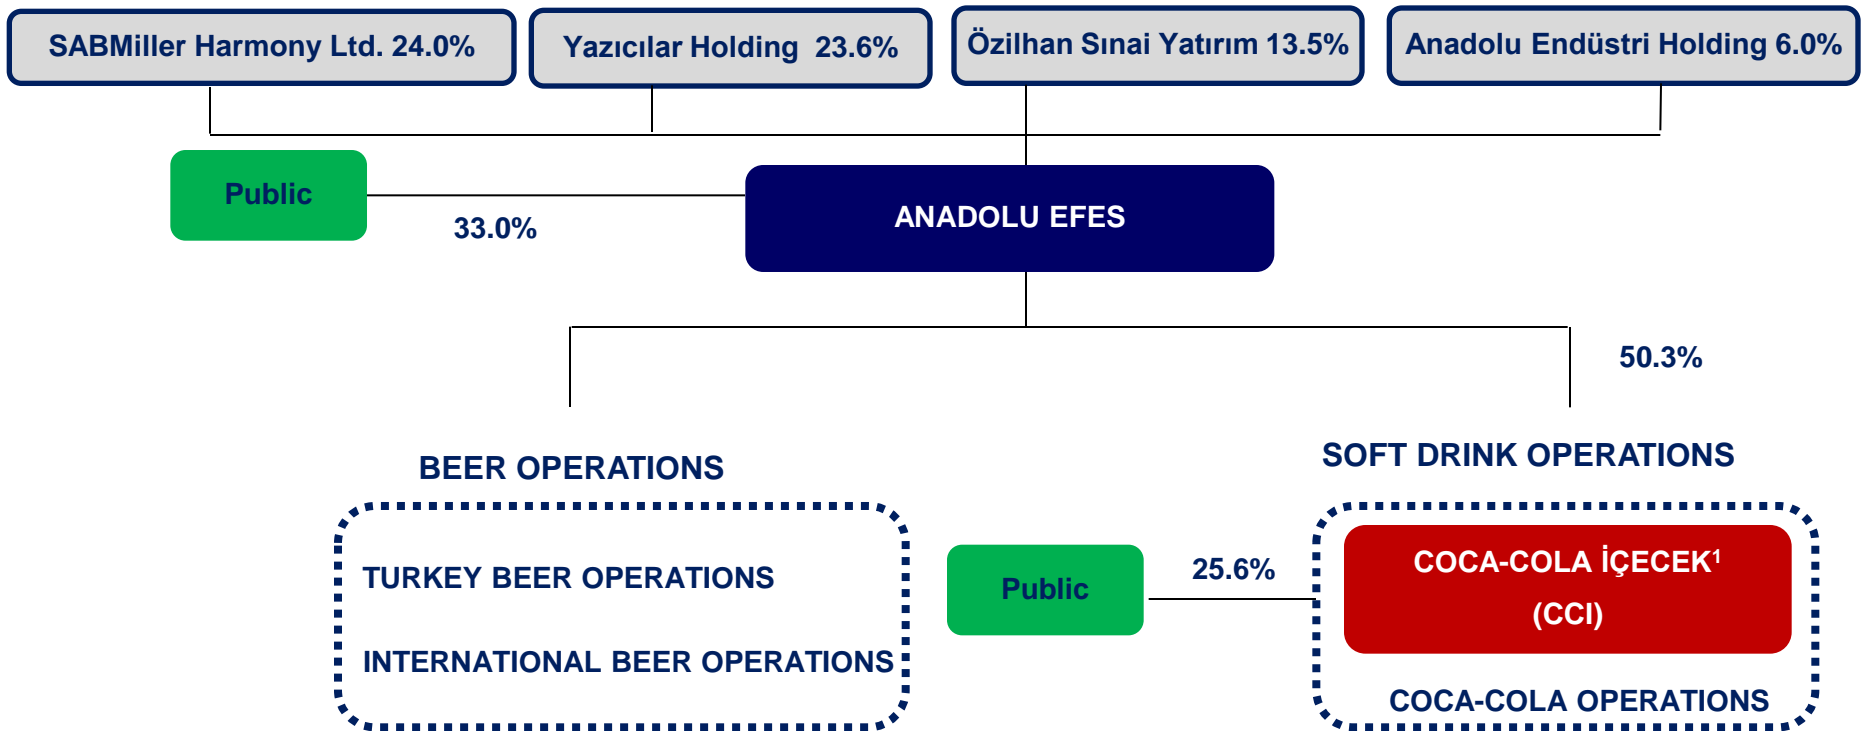 SABMiller Harmony Ltd. 24.0%
Yazıcılar Holding 23.6%
Özilhan Sınai Yatırım 13.5%
Anadolu Endüstri Holding 6.0%
Public
33.0%
ANADOLU EFES
50.3%
BEER OPERATIONS
SOFT DRINK OPERATIONS
TURKEY BEER OPERATIONS
INTERNATIONAL BEER OPERATIONS
Public
25.6%
COCA-COLA İÇECEK¹
(CCI)
COCA-COLA OPERATIONS